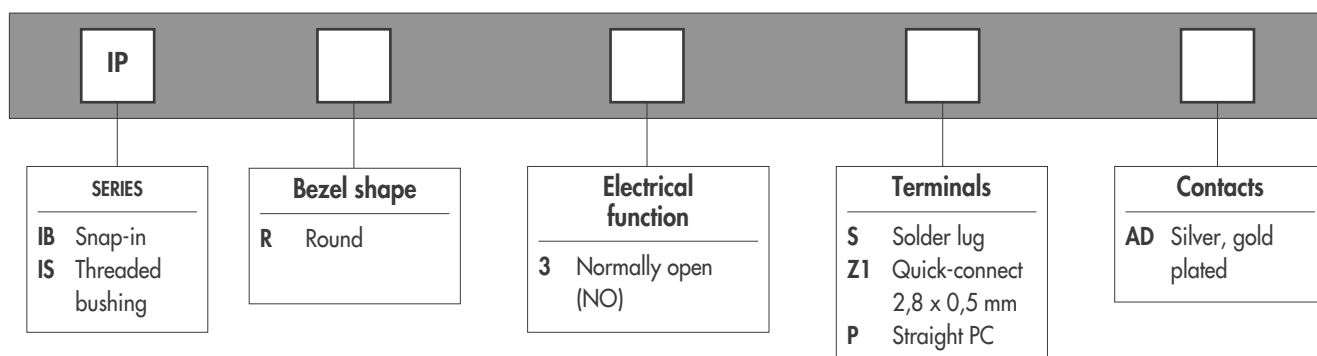 IP
SERIES
IB Snap-in
IS Threaded
bushing
Bezel shape
R Round
Electrical
function
3 Normally open
(NO)
Terminals
S Solder lug
Z1 Quick-connect
2,8 x 0,5 mm
P Straight PC
Contacts
AD Silver, gold
plated